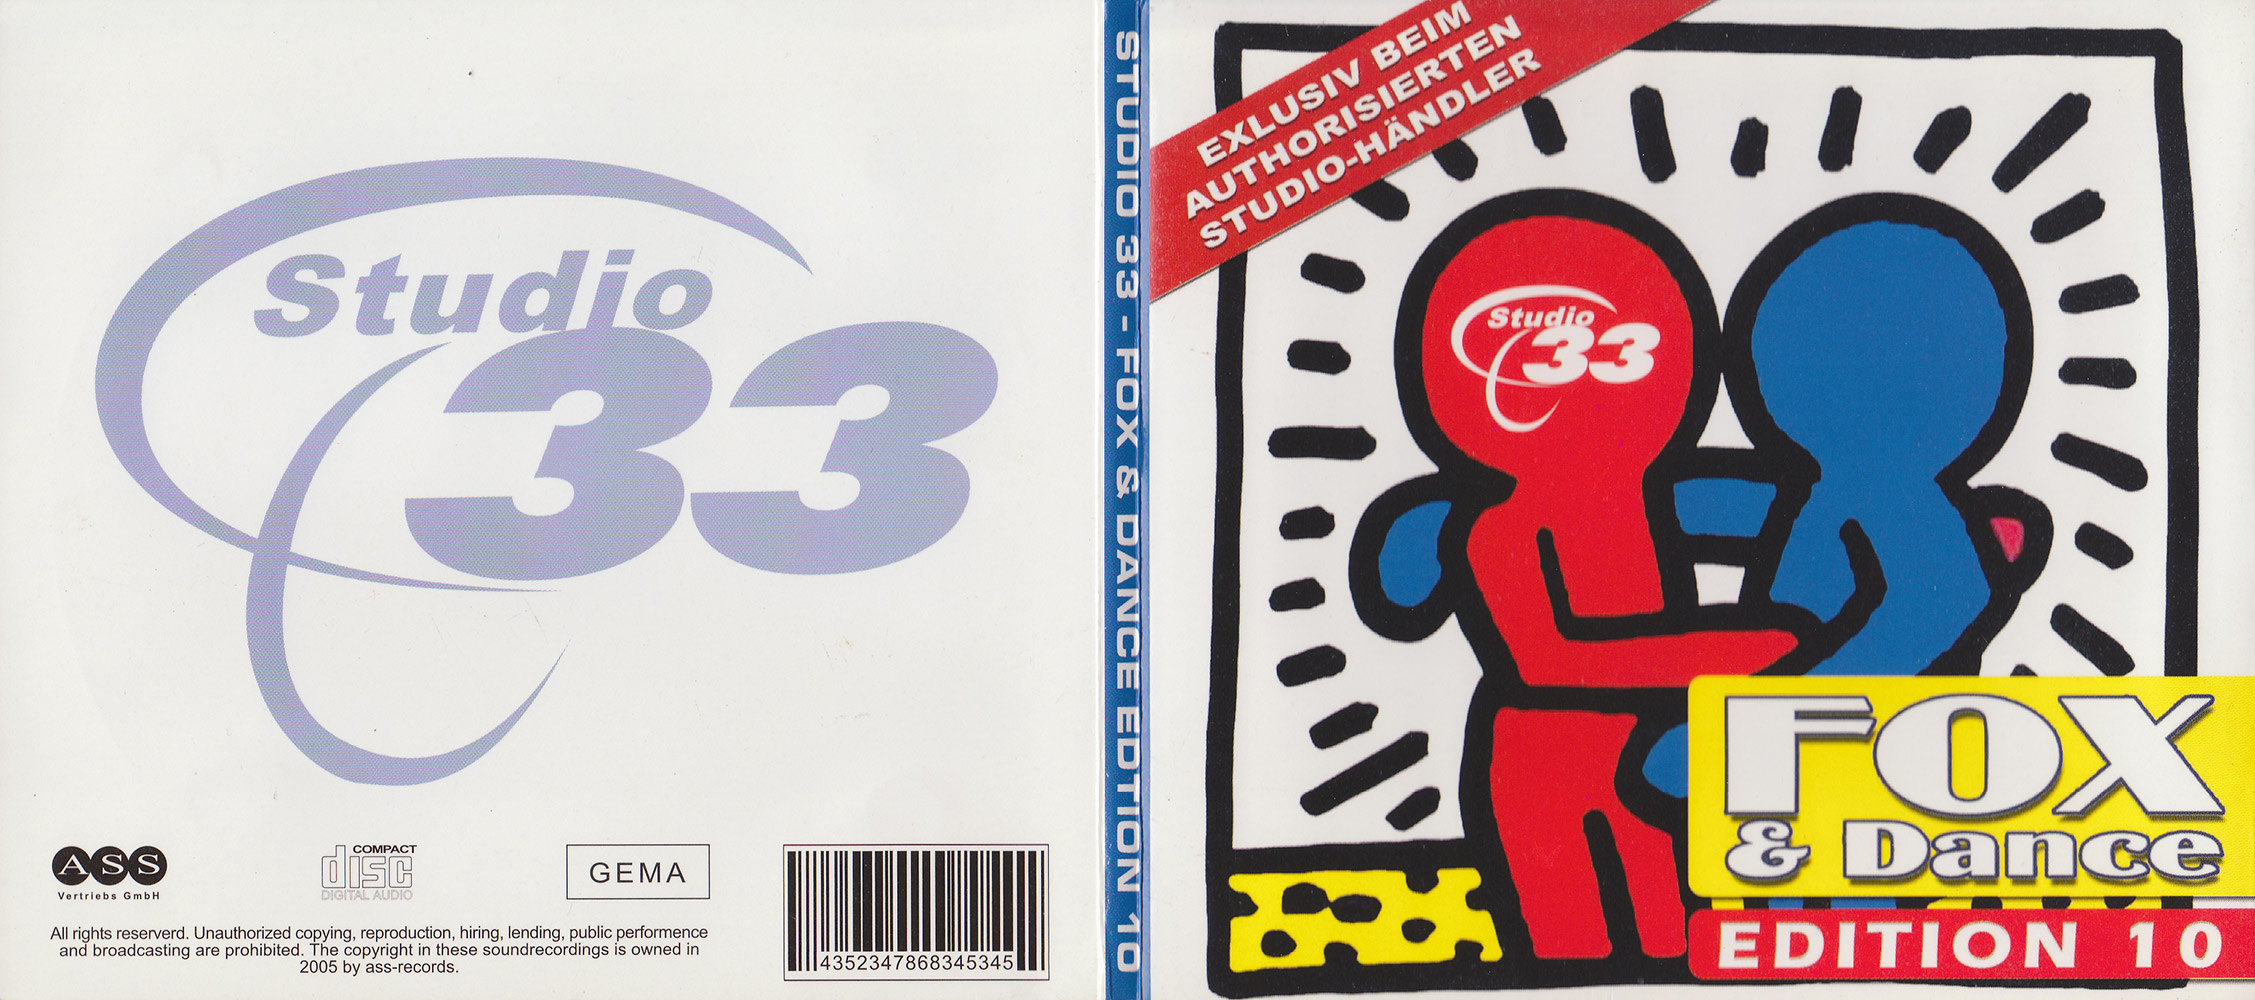 Studio
33
ASS
Vertriebs GmbH
COMPACT
disc
DIGITAL AUDIO
GEMA
All rights reserverd. Unauthorized copying, reproduction, hiring, lending, public performence
and broadcasting are prohibited. The copyright in these soundrecordings is owned in
2005 by ass-records.
4352347868345345
STUDIO 33 - FOX & DANCE EDITION 10
EXLUSIV BEIM
AUTHORISIERTEN
STUDIO-HÄNDLER
Studio
33
FOX
& Dance
EDITION 10